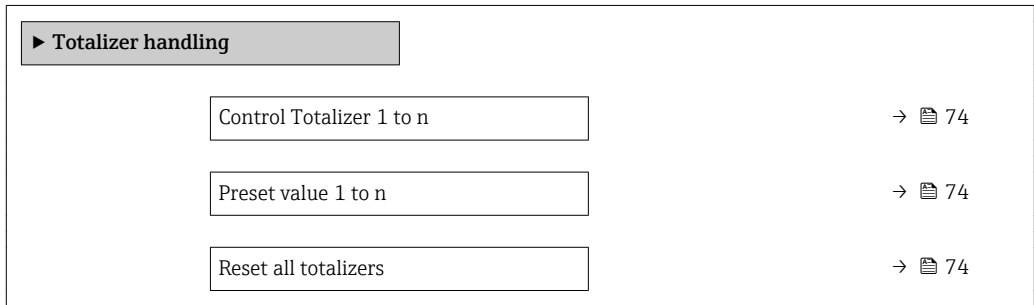 ▶ Totalizer handling
Control Totalizer 1 to n → 74
Preset value 1 to n → 74
Reset all totalizers → 74